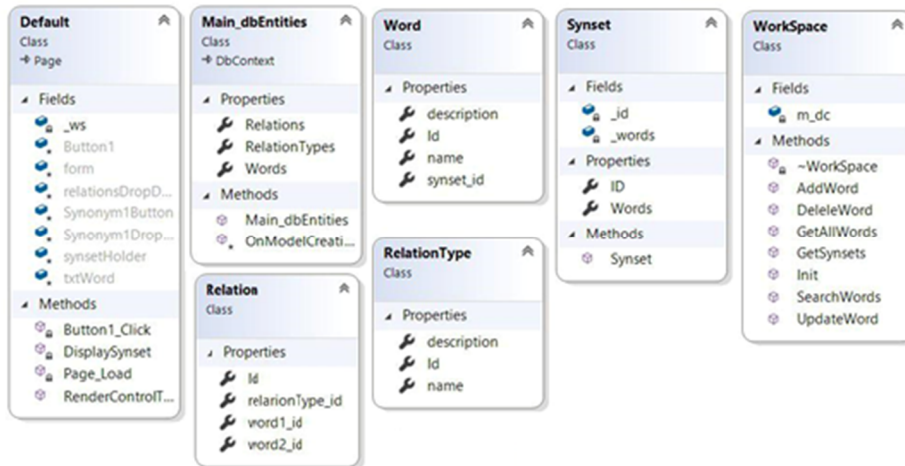 Default
Class
Page
Fields
_ws
Button1
form
relationsDropD...
Synonym1Button
Synonym1Drop...
synsetHolder
txtWord
Methods
Button1_Click
DisplaySynset
Page_Load
RenderControlT...
Main_dbEntities
Class
DbContext
Properties
Relations
RelationTypes
Words
Methods
Main_dbEntities
OnModelCreati...
Relation
Class
Properties
Id
relarionType_id
word1_id
word2_id
Word
Class
Properties
description
Id
name
synset_id
RelationType
Class
Properties
description
Id
name
Synset
Class
Fields
_id
_words
Properties
ID
Words
Methods
Synset
WorkSpace
Class
Fields
m_dc
Methods
~WorkSpace
AddWord
DeleleWord
GetAllWords
GetSynsets
Init
SearchWords
UpdateWord